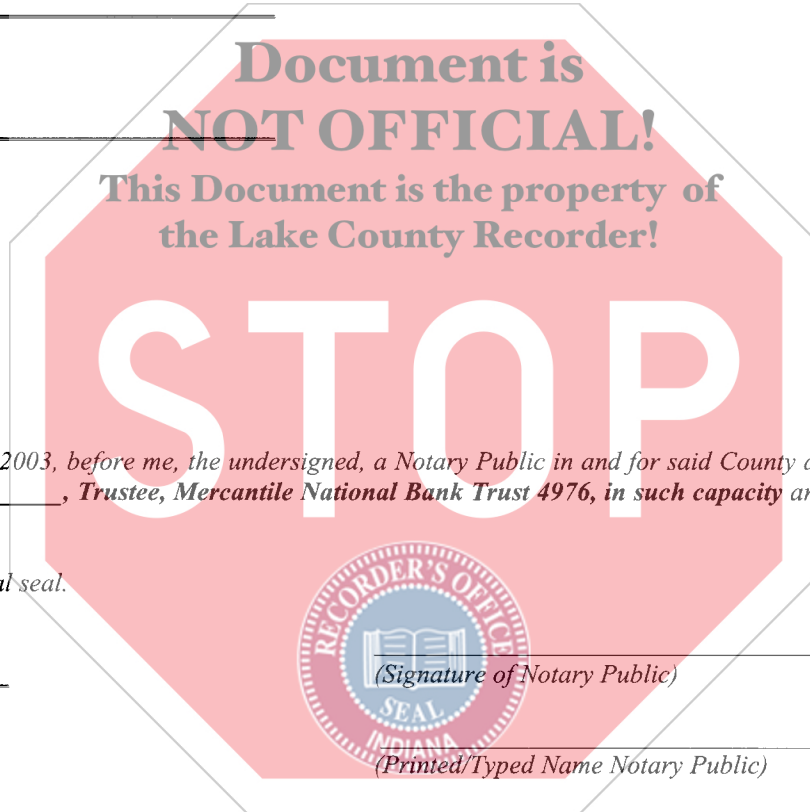 Document is
NOT OFFICIAL!
This Document is the property of
the Lake County Recorder!
STOP
2003, before me, the undersigned, a Notary Public in and for said County
, Trustee, Mercantile National Bank Trust 4976, in such capacity
seal.
RECORDER'S OFFICE
SEAL
INDIANA
(Signature of Notary Public)
(Printed/Typed Name Notary Public)